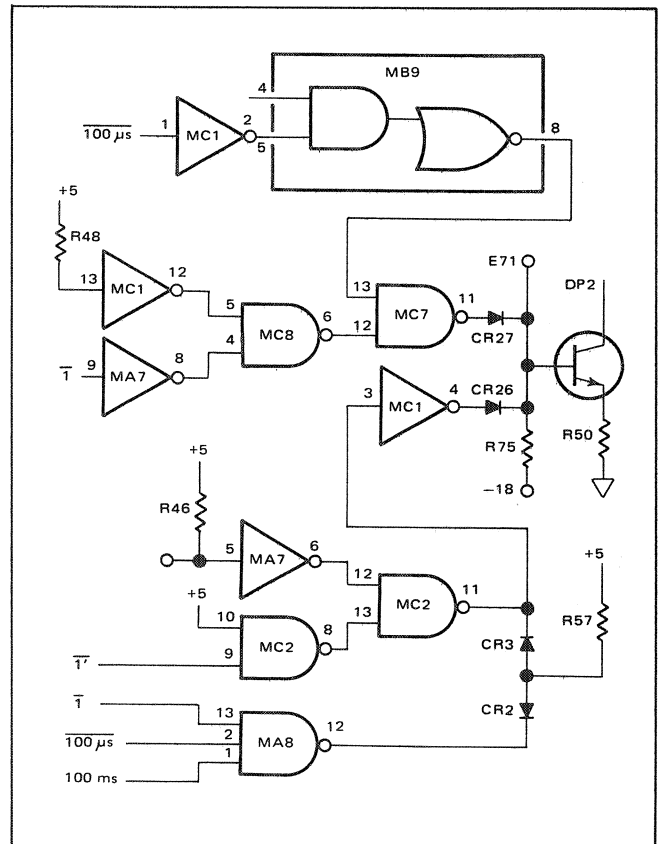 MB9
4
2
100 μs
1
MC1
5
8
+5
R48
13
MC1
12
5
MC8
6
4
1
9
MA7
8
13
MC7
11
12
CR27
E71
DP2
3
MC1
4
CR26
R75
R50
−18
+5
R46
5
MA7
6
12
MC2
11
13
+5
10
MC2
8
1'
9
+5
R57
CR3
CR2
1
13
100 μs
2
MA8
12
1
100 ms